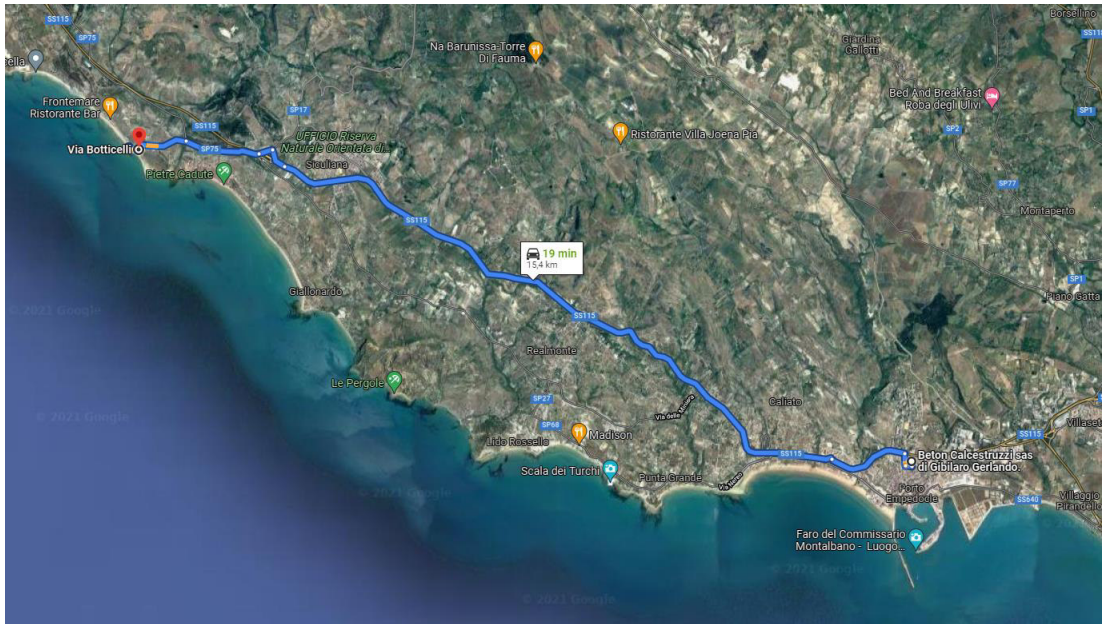 SS115
SP75
Borsellino
SS115
Na Barunissa-Torre
Di Fauma
Giardina
Gallotti
Bed And Breakfast
Roba degli Ulivi
Frontemare
Ristorante Bar
SP17
SP1
SS115
UFFICIO Riserva
Naturale Orientata di...
SP2
Ristorante Villa Joena Pia
Via Botticelli
SP75
Siculiana
Pietre Cadute
SP77
Montaperto
SS115
19 min
15,4 km
SP1
Piano Gatta
Giallonardo
© 2021 Google
SS115
Realmonte
Le Pergole
SP27
Caliato
© 2021 Google
SP68
Madison
Lido Rossello
SS115
SS115
Beton Calcestruzzi sas
di Gibilaro Gerlando.
Scala dei Turchi
Punta Grande
Porto
Empedocle
SS640
Villaggio
Pirandello
© 2021 Google
Faro del Commissario
Montalbano - Luogo...
© 2021 Google
© 2021 Google